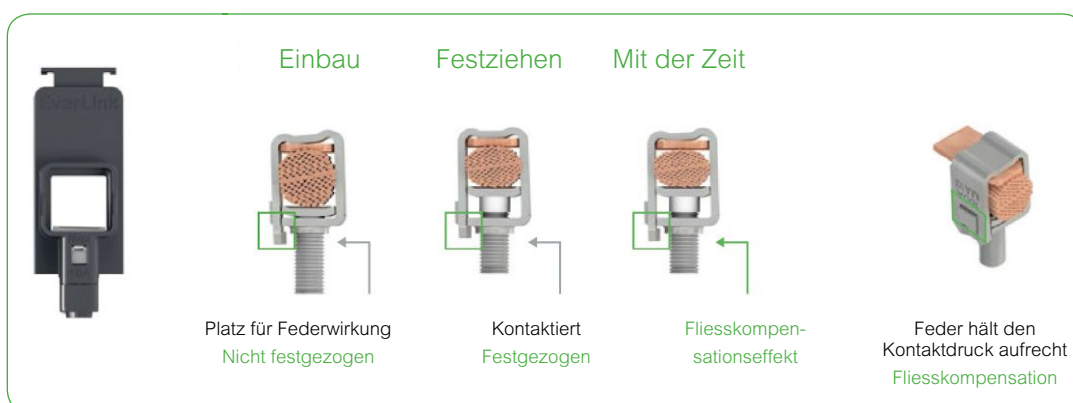 EvarLink
Einbau
Festziehen
Mit der Zeit
Platz für Federwirkung
Nicht festgezogen
Kontaktiert
Festgezogen
Fliesskompen-
sationseffekt
Feder hält den
Kontaktdruck aufrecht
Fliesskompensation